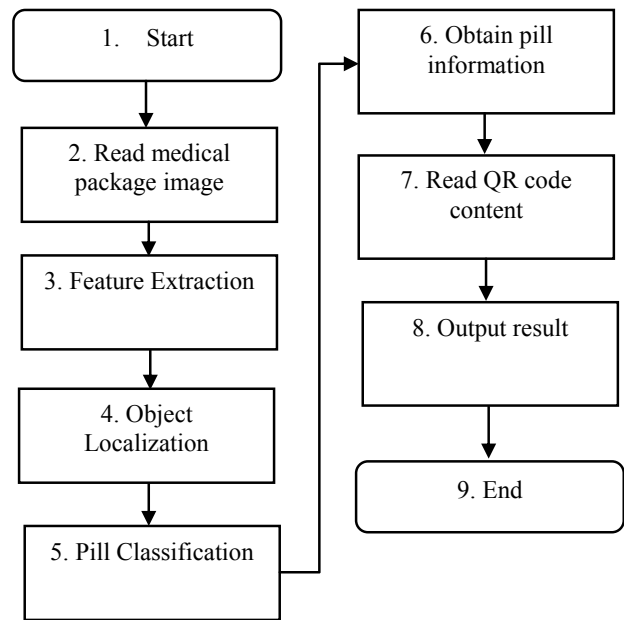 1. Start
2. Read medical
package image
3. Feature Extraction
4. Object
Localization
5. Pill Classification
6. Obtain pill
information
7. Read QR code
content
8. Output result
9. End